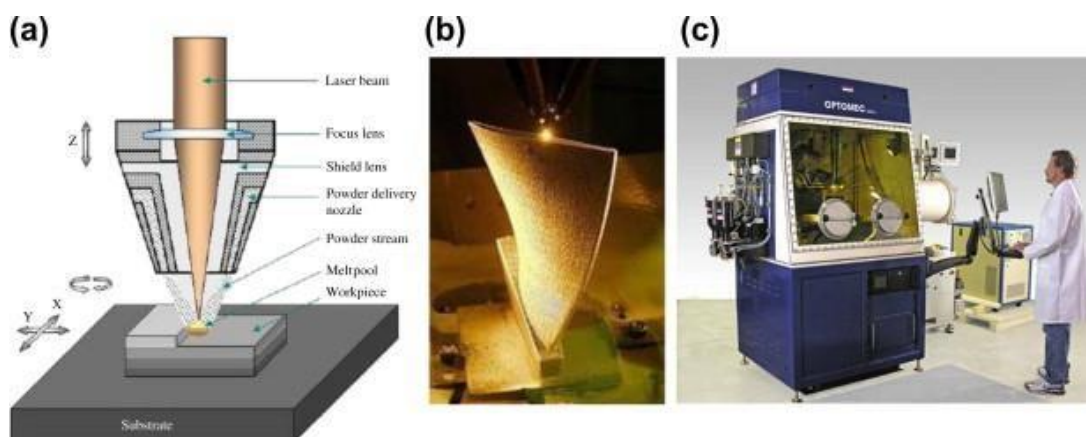 (a)
(b)
(c)
Laser beam
Focus lens
Z
Shield lens
Powder delivery
nozzle
Powder stream
Meltpool
X
Workpiece
Y
Substrate
OPTOMEC